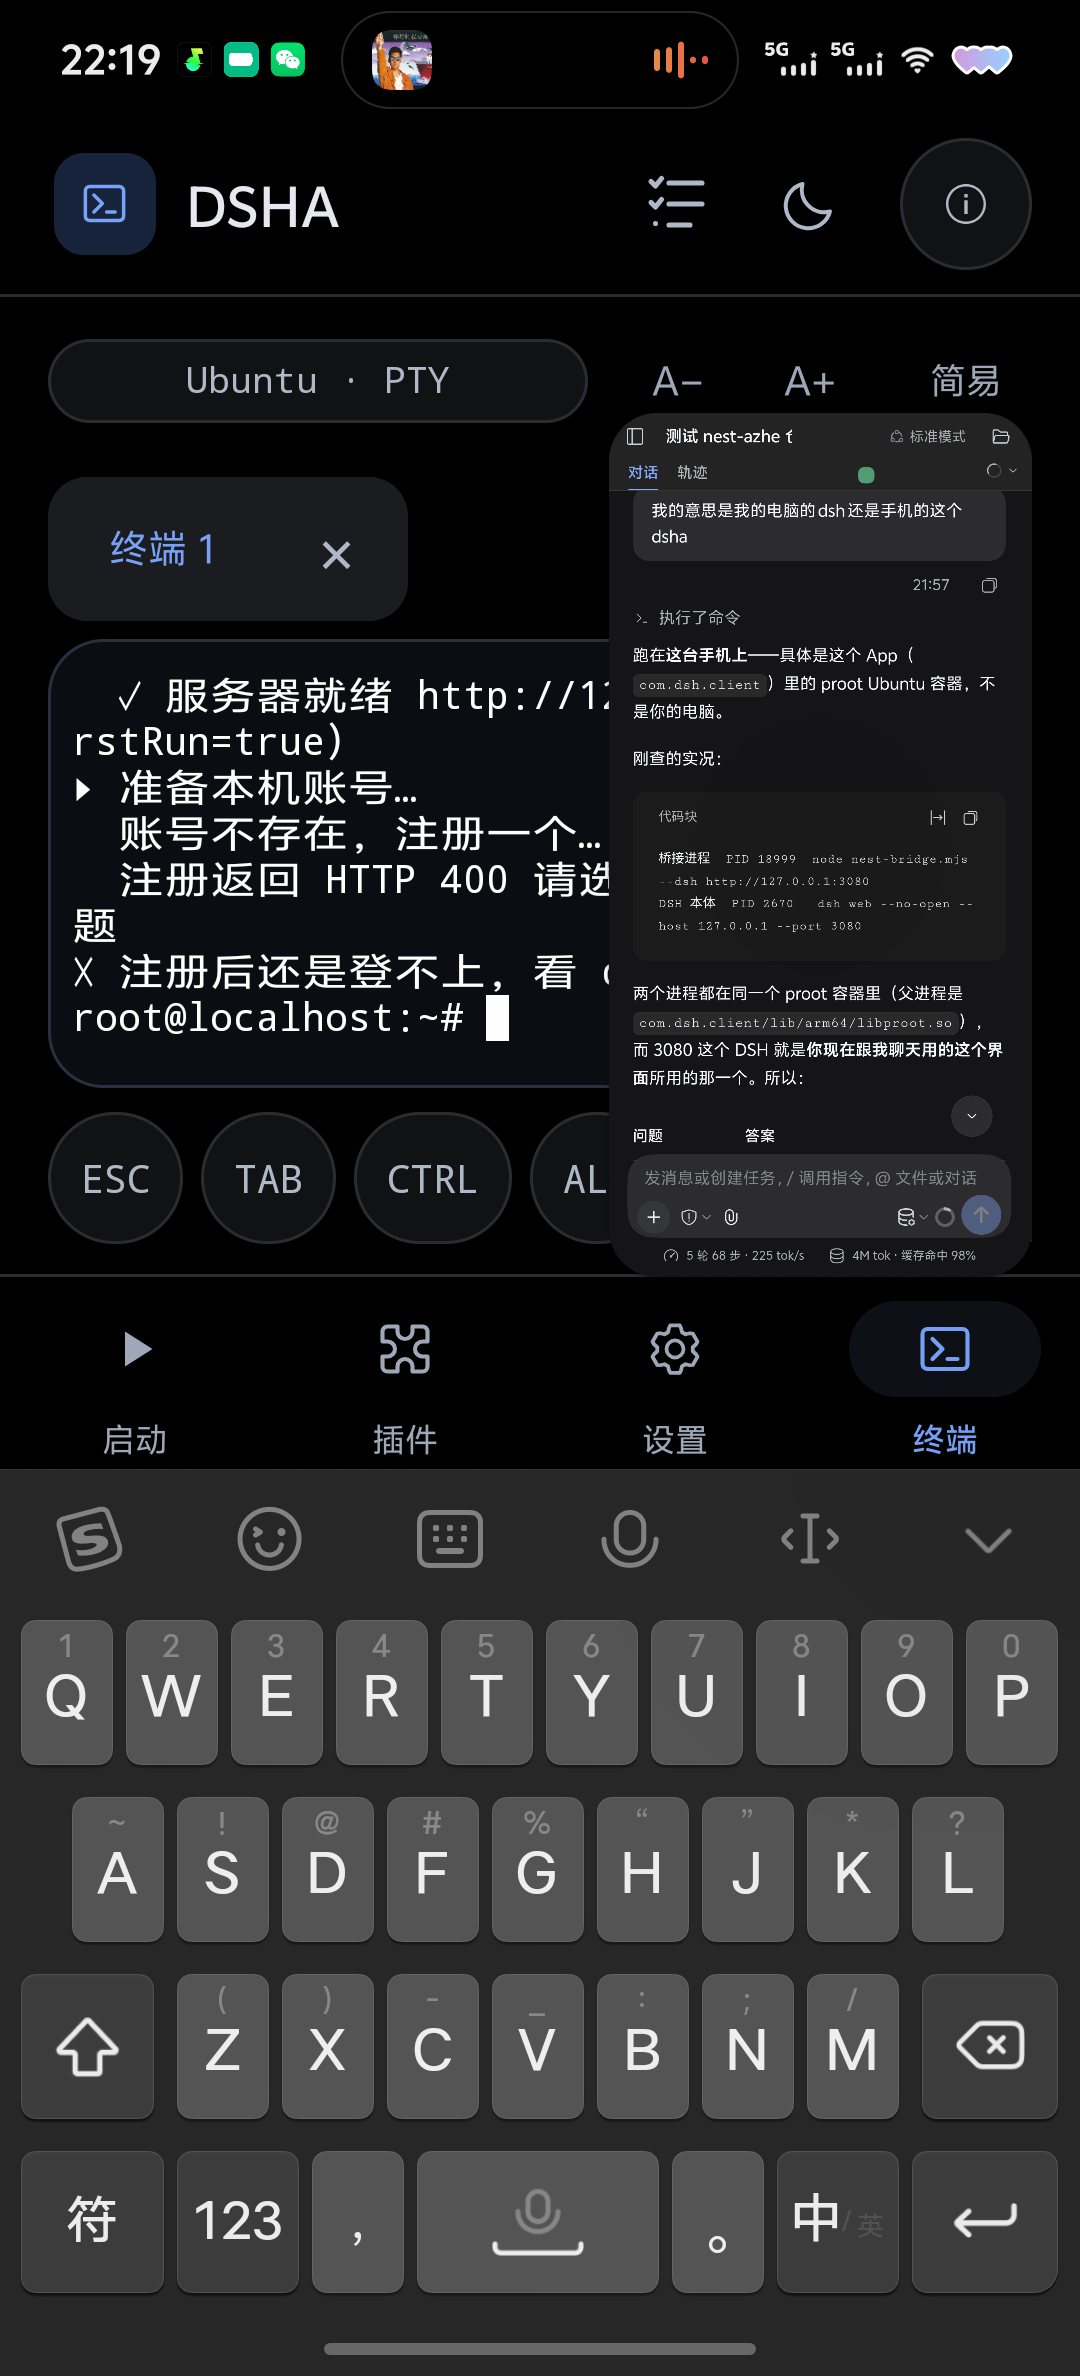 22:19
5G
5G
DSHA
Ubuntu · PTY
A−
A+
简易
终端 1
✓ 服务器就绪 http://12
rstRun=true)
▸ 准备本机账号…
账号不存在, 注册一个…
注册返回 HTTP 400 请选
题
X 注册后还是登不上, 看
root@localhost:~#
测试 nest-azhe
标准模式
对话
轨迹
我的意思是我的电脑的dsh还是手机的这个
dsha
21:57
执行了命令
跑在这台手机上——具体是这个 App（
com.dsh.client）里的 proot Ubuntu 容器，不
是你的电脑。
刚查的实况：
代码块
桥接进程 PID 18999 node nest-bridge.mjs
--dsh http://127.0.0.1:3080
DSH 本体 PID 2670 dsh web --no-open --
host 127.0.0.1 --port 3080
两个进程都在同一个 proot 容器里（父进程是
com.dsh.client/lib/arm64/libproot.so），
而 3080 这个 DSH 就是你现在跟我聊天用的这个界
面所用的那一个。所以：
问题 答案
发消息或创建任务, / 调用指令, @ 文件或对话
5 轮 68 步 · 225 tok/s
4M tok · 缓存命中 98%
ESC
TAB
CTRL
AL
启动
插件
设置
终端
1 2 3 4 5 6 7 8 9 0
Q W E R T Y U I O P
~ ! @ # % “ ” * ?
A S D F G H J K L
( ) - _ : ; /
Z X C V B N M
符 123 , 。 中/英